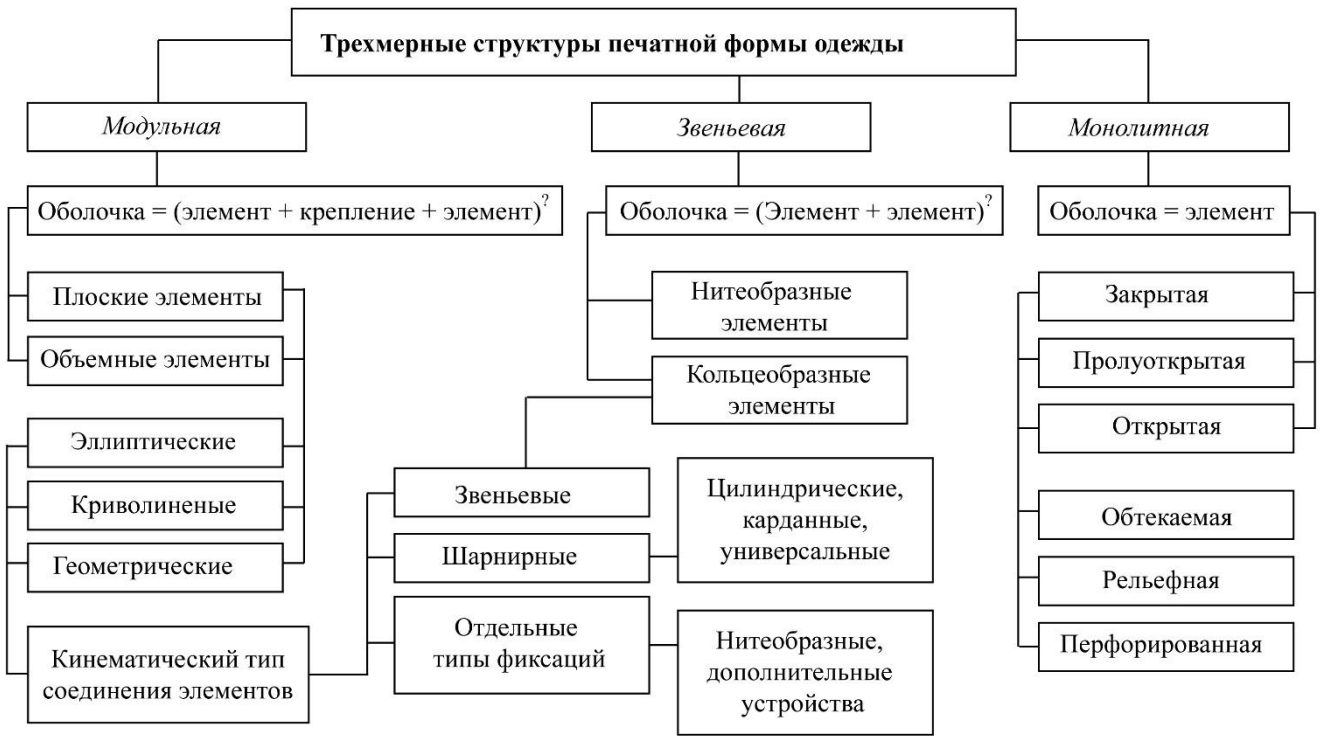 Трехмерные структуры печатной формы одежды
Модульная
Звеньевая
Монолитная
Оболочка = (элемент + крепление + элемент)?
Оболочка = (Элемент + элемент)?
Оболочка = элемент
Плоские элементы
Объемные элементы
Эллиптические
Криволиненые
Геометрические
Кинематический тип
соединения элементов
Нитеобразные
элементы
Кольцеобразные
элементы
Звеньевые
Шарнирные
Отдельные
типы фиксаций
Цилиндрические,
карданные,
универсальные
Нитеобразные,
дополнительные
устройства
Закрытая
Пролуоткрытая
Открытая
Обтекаемая
Рельефная
Перфорированная